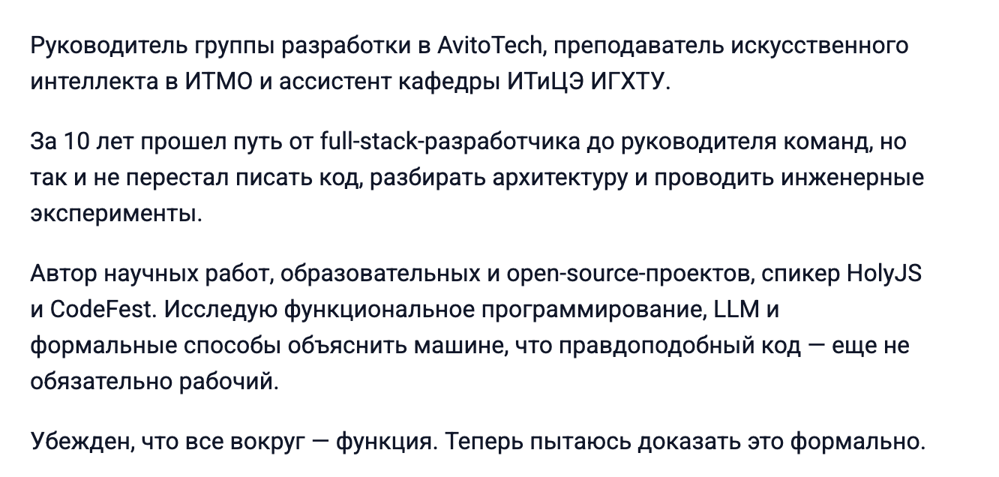 Руководитель группы разработки в AvitoTech, преподаватель искусственного
интеллекта в ИТМО и ассистент кафедры ИТиЦЭ ИГХТУ.
За 10 лет прошел путь от full-stack-разработчика до руководителя команд, но
так и не перестал писать код, разбирать архитектуру и проводить инженерные
эксперименты.
Автор научных работ, образовательных и open-source-проектов, спикер HolyJS
и CodeFest. Исследую функциональное программирование, LLM и
формальные способы объяснить машине, что правдоподобный код — еще не
обязательно рабочий.
Убежден, что все вокруг — функция. Теперь пытаюсь доказать это формально.